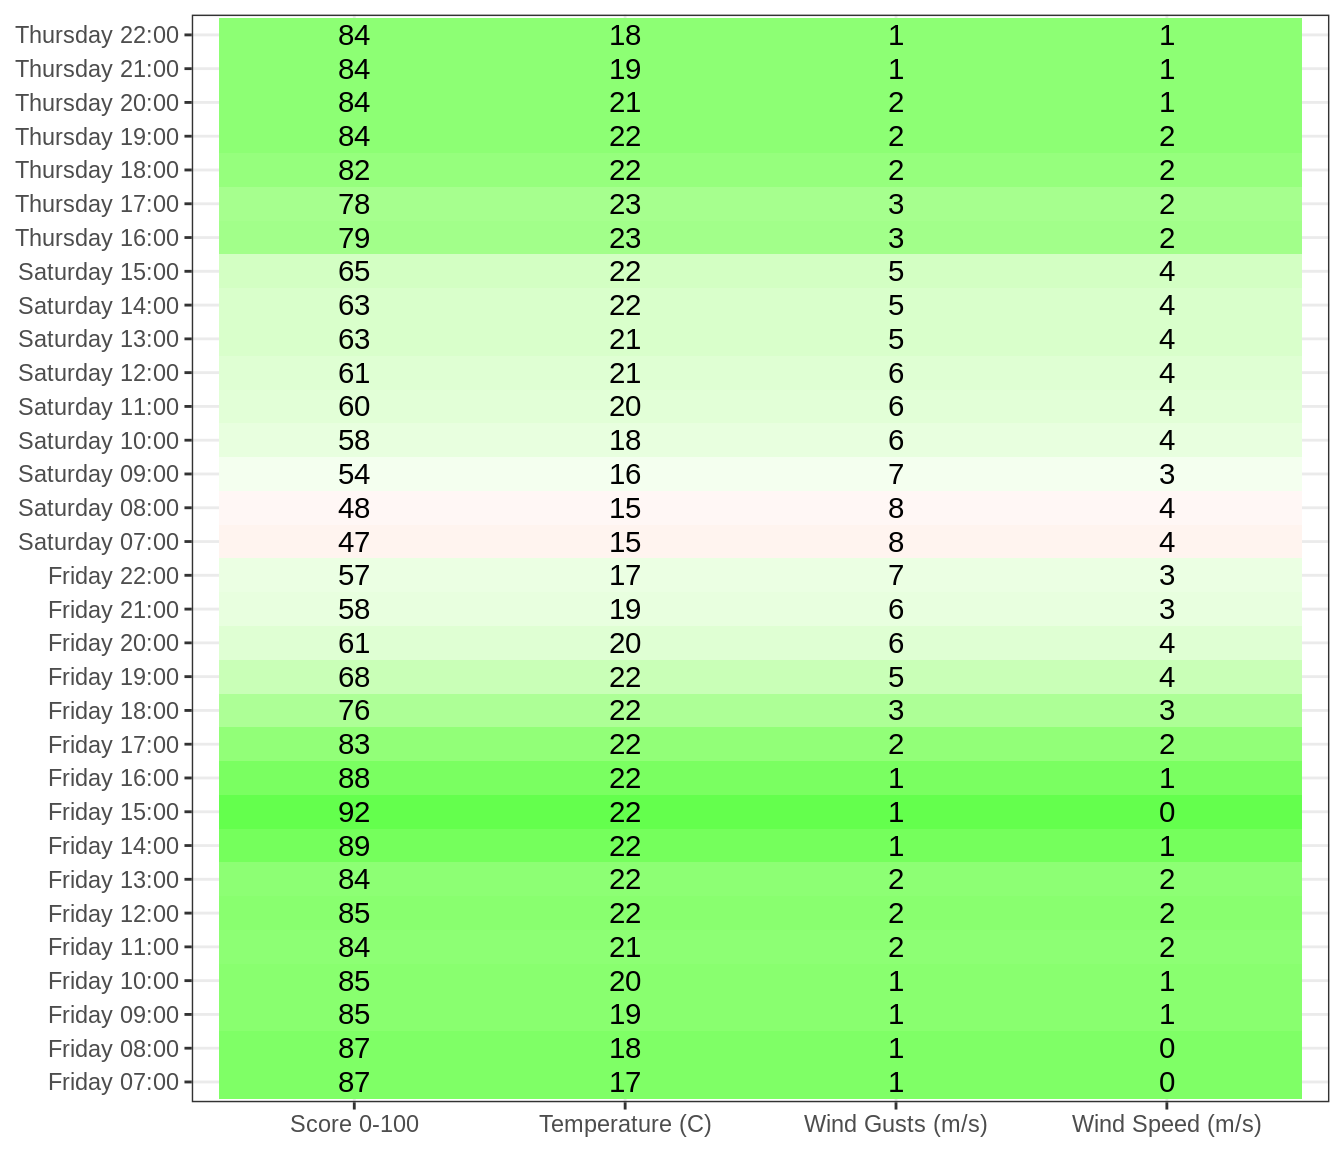 Thursday 22:00 84 18 1 1
Thursday 21:00 84 19 1 1
Thursday 20:00 84 21 2 1
Thursday 19:00 84 22 2 2
Thursday 18:00 82 22 2 2
Thursday 17:00 78 23 3 2
Thursday 16:00 79 23 3 2
Saturday 15:00 65 22 5 4
Saturday 14:00 63 22 5 4
Saturday 13:00 63 21 5 4
Saturday 12:00 61 21 6 4
Saturday 11:00 60 20 6 4
Saturday 10:00 58 18 6 4
Saturday 09:00 54 16 7 3
Saturday 08:00 48 15 8 4
Saturday 07:00 47 15 8 4
Friday 22:00 57 17 7 3
Friday 21:00 58 19 6 3
Friday 20:00 61 20 6 4
Friday 19:00 68 22 5 4
Friday 18:00 76 22 3 3
Friday 17:00 83 22 2 2
Friday 16:00 88 22 1 1
Friday 15:00 92 22 1 0
Friday 14:00 89 22 1 1
Friday 13:00 84 22 2 2
Friday 12:00 85 22 2 2
Friday 11:00 84 21 2 2
Friday 10:00 85 20 1 1
Friday 09:00 85 19 1 1
Friday 08:00 87 18 1 0
Friday 07:00 87 17 1 0
Score 0-100 Temperature (C) Wind Gusts (m/s) Wind Speed (m/s)